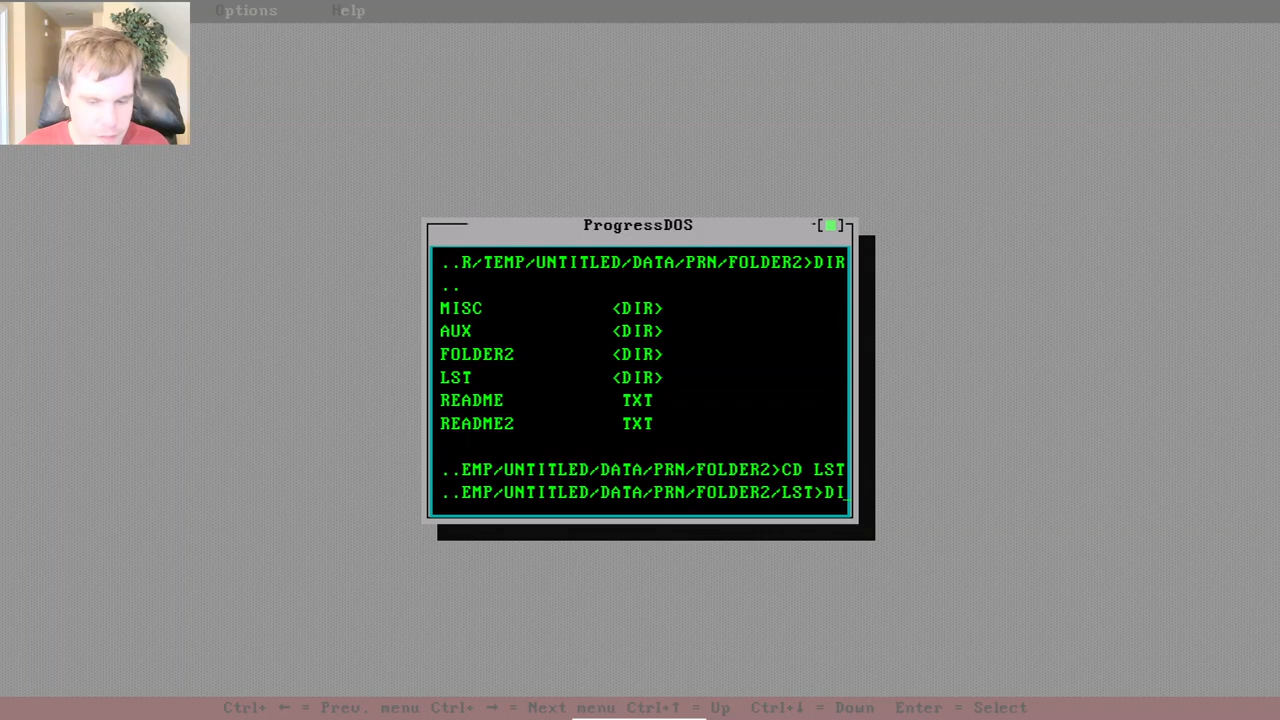 Options Help
ProgressDOS
..R/TEMP/UNTITLED/DATA/PRN/FOLDER2>DIR
..
MISC <DIR>
AUX <DIR>
FOLDER2 <DIR>
LST <DIR>
README TXT
README2 TXT
..EMP/UNTITLED/DATA/PRN/FOLDER2>CD LST
..EMP/UNTITLED/DATA/PRN/FOLDER2/LST>DI_
Ctrl+ ← = Prev. menu Ctrl+ → = Next menu Ctrl+↑ = Up Ctrl+↓ = Down Enter = Select